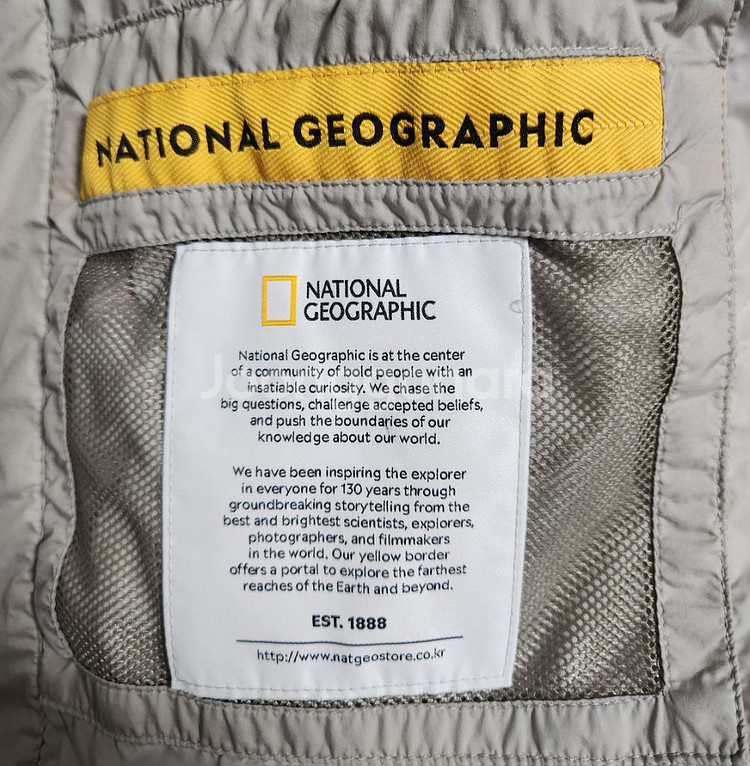 NATIONAL GEOGRAPHIC
NATIONAL
GEOGRAPHIC
National Geographic is at the center
of a community of bold people with an
insatiable curiosity. We chase the
big questions, challenge accepted beliefs,
and push the boundaries of our
knowledge about our world.
We have been inspiring the explorer
in everyone for 130 years through
groundbreaking storytelling from the
best and brightest scientists, explorers,
photographers, and filmmakers
in the world. Our yellow border
offers a portal to explore the farthest
reaches of the Earth and beyond.
EST. 1888
http://www.natgeostore.co.kr